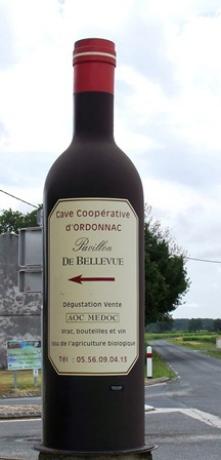 Cave Coopérative
d'ORDONNAC
Pavillon
DE BELLEVUE
Dégustation Vente
AOC MEDOC
Vrac, bouteilles et vin
issu de l'agriculture biologique
Tél : 05.56.09.04.13